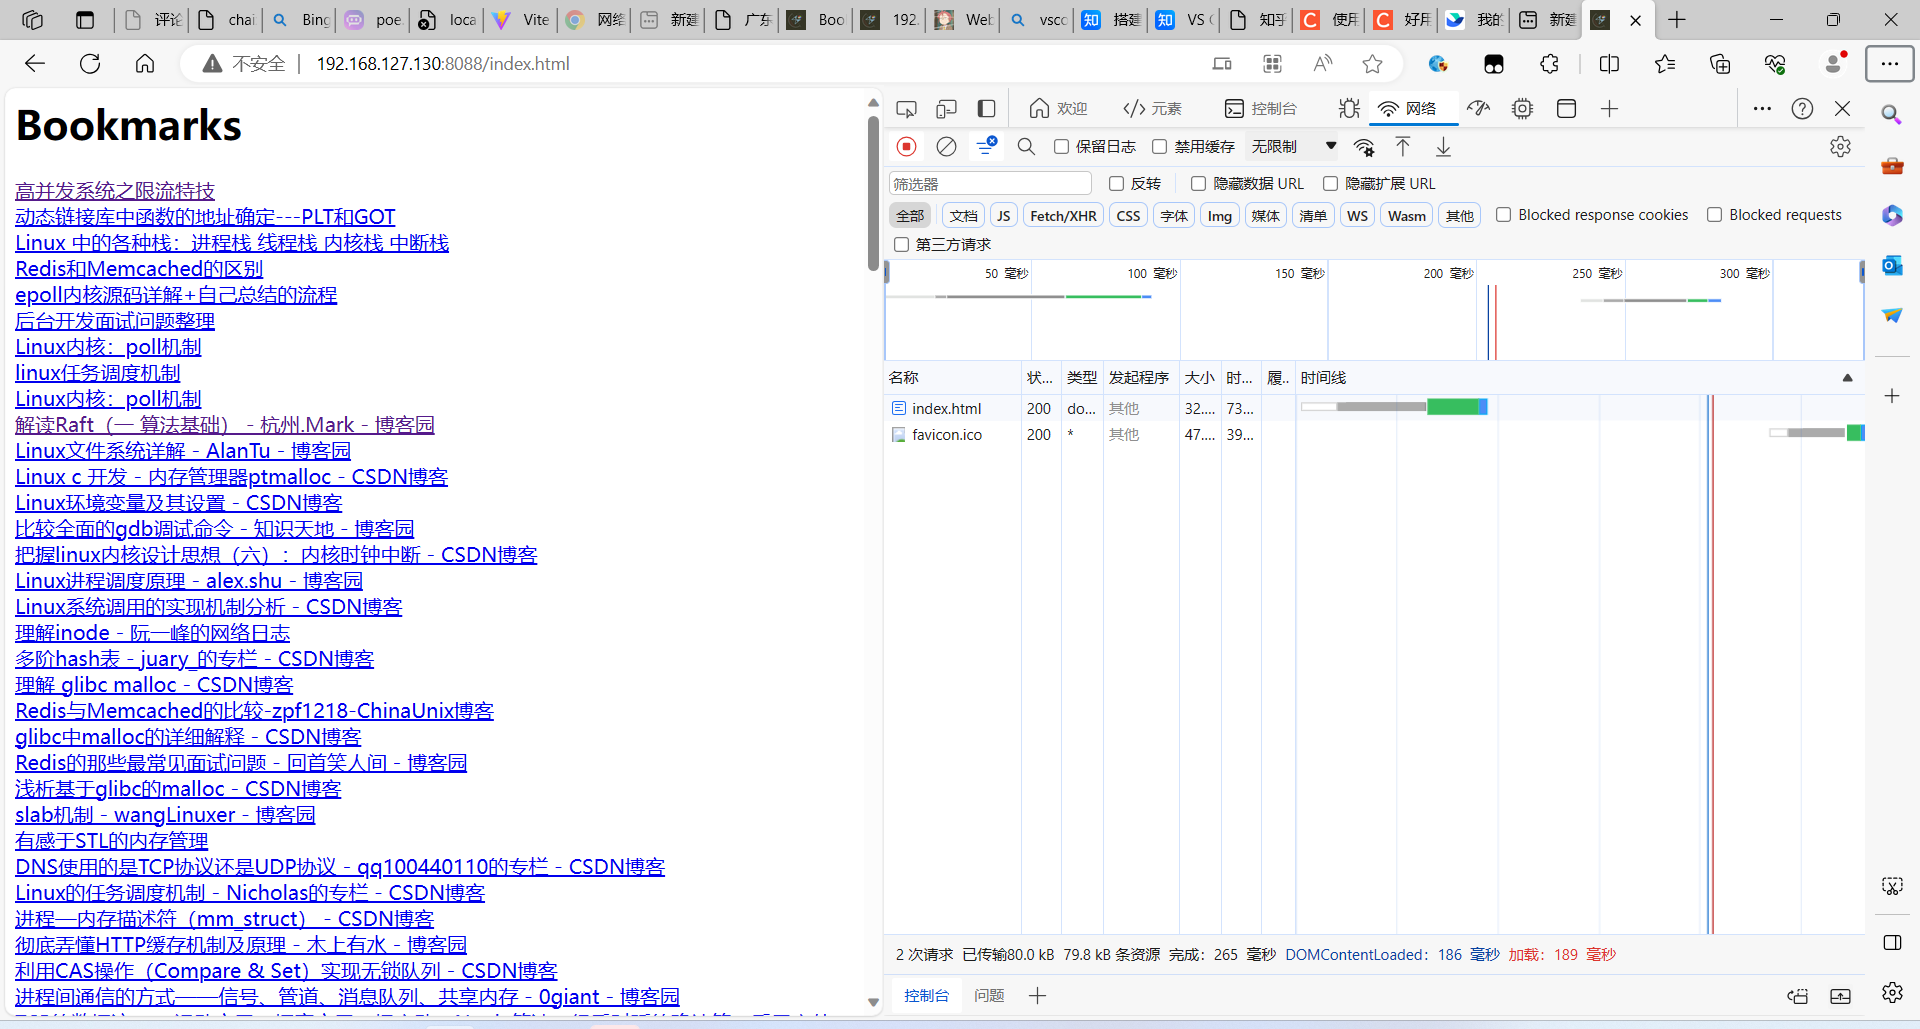 评论
chai
Bing
poe.
loca
Vite
网络
新建
广东
Boo
192.
Web
vsco
搭建
VS C
知乎
使用
好用
我的
新建
不安全 192.168.127.130:8088/index.html
Bookmarks
高并发系统之限流特技
动态链接库中函数的地址确定---PLT和GOT
Linux 中的各种栈：进程栈 线程栈 内核栈 中断栈
Redis和Memcached的区别
epoll内核源码详解+自己总结的流程
后台开发面试问题整理
Linux内核：poll机制
linux任务调度机制
Linux内核：poll机制
解读Raft（一 算法基础） - 杭州.Mark - 博客园
Linux文件系统详解 - AlanTu - 博客园
Linux c 开发 - 内存管理器ptmalloc - CSDN博客
Linux环境变量及其设置 - CSDN博客
比较全面的gdb调试命令 - 知识天地 - 博客园
把握linux内核设计思想（六）：内核时钟中断 - CSDN博客
Linux进程调度原理 - alex.shu - 博客园
Linux系统调用的实现机制分析 - CSDN博客
理解inode - 阮一峰的网络日志
多阶hash表 - juary_的专栏 - CSDN博客
理解 glibc malloc - CSDN博客
Redis与Memcached的比较-zpf1218-ChinaUnix博客
glibc中malloc的详细解释 - CSDN博客
Redis的那些最常见面试问题 - 回首笑人间 - 博客园
浅析基于glibc的malloc - CSDN博客
slab机制 - wangLinuxer - 博客园
有感于STL的内存管理
DNS使用的是TCP协议还是UDP协议 - qq100440110的专栏 - CSDN博客
Linux的任务调度机制 - Nicholas的专栏 - CSDN博客
进程—内存描述符（mm_struct） - CSDN博客
彻底弄懂HTTP缓存机制及原理 - 木上有水 - 博客园
利用CAS操作（Compare & Set）实现无锁队列 - CSDN博客
进程间通信的方式——信号、管道、消息队列、共享内存 - 0giant - 博客园
欢迎 元素 控制台 网络
保留日志 禁用缓存 无限制
筛选器 反转 隐藏数据 URL 隐藏扩展 URL
全部 文档 JS Fetch/XHR CSS 字体 Img 媒体 清单 WS Wasm 其他 Blocked response cookies Blocked requests
第三方请求
50 毫秒 100 毫秒 150 毫秒 200 毫秒 250 毫秒 300 毫秒
名称 状... 类型 发起程序 大小 时... 履.. 时间线
index.html 200 do... 其他 32.... 73...
favicon.ico 200 * 其他 47.... 39...
2 次请求 已传输80.0 kB 79.8 kB 条资源 完成：265 毫秒 DOMContentLoaded：186 毫秒 加载：189 毫秒
控制台 问题